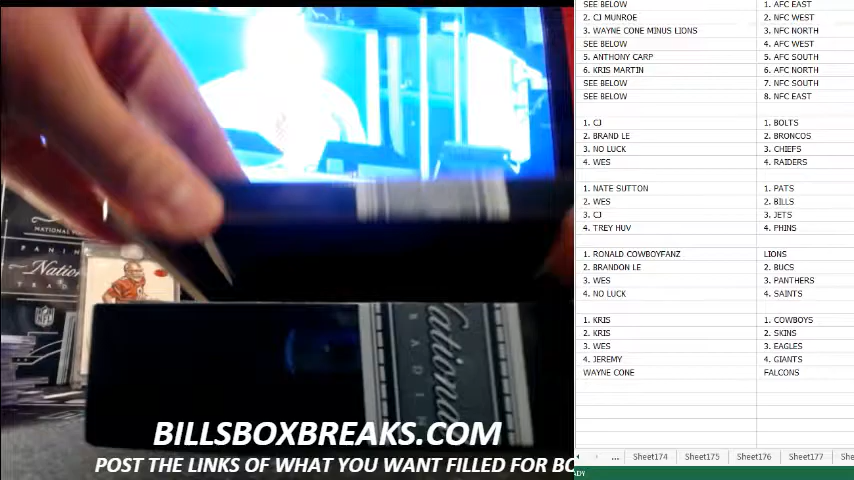 SEE BELOW 1. AFC EAST
2. CJ MUNROE 2. NFC WEST
3. WAYNE CONE MINUS LIONS 3. NFC NORTH
SEE BELOW 4. AFC WEST
5. ANTHONY CARP 5. AFC SOUTH
6. KRIS MARTIN 6. AFC NORTH
SEE BELOW 7. NFC SOUTH
SEE BELOW 8. NFC EAST
1. CJ 1. BOLTS
2. BRAND LE 2. BRONCOS
3. NO LUCK 3. CHIEFS
4. WES 4. RAIDERS
1. NATE SUTTON 1. PATS
2. WES 2. BILLS
3. CJ 3. JETS
4. TREY HUV 4. PHINS
1. RONALD COWBOYFANZ LIONS
2. BRANDON LE 2. BUCS
3. WES 3. PANTHERS
4. NO LUCK 4. SAINTS
1. KRIS 1. COWBOYS
2. KRIS 2. SKINS
3. WES 3. EAGLES
4. JEREMY 4. GIANTS
WAYNE CONE FALCONS
... Sheet174 Sheet175 Sheet176 Sheet177
NATIONAL
PANINI
National
TRAD
NFL
BILLSBOXBREAKS.COM
POST THE LINKS OF WHAT YOU WANT FILLED FOR BO